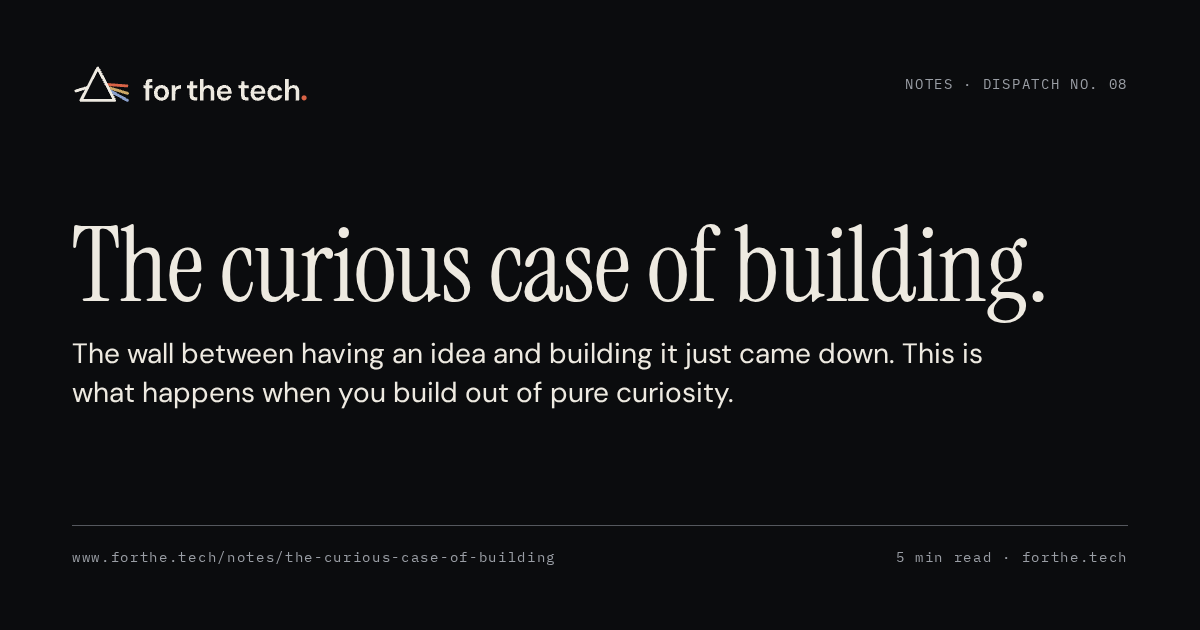 for the tech.
NOTES · DISPATCH NO. 08
The curious case of building.
The wall between having an idea and building it just came down. This is
what happens when you build out of pure curiosity.
www.forthe.tech/notes/the-curious-case-of-building
5 min read · forthe.tech